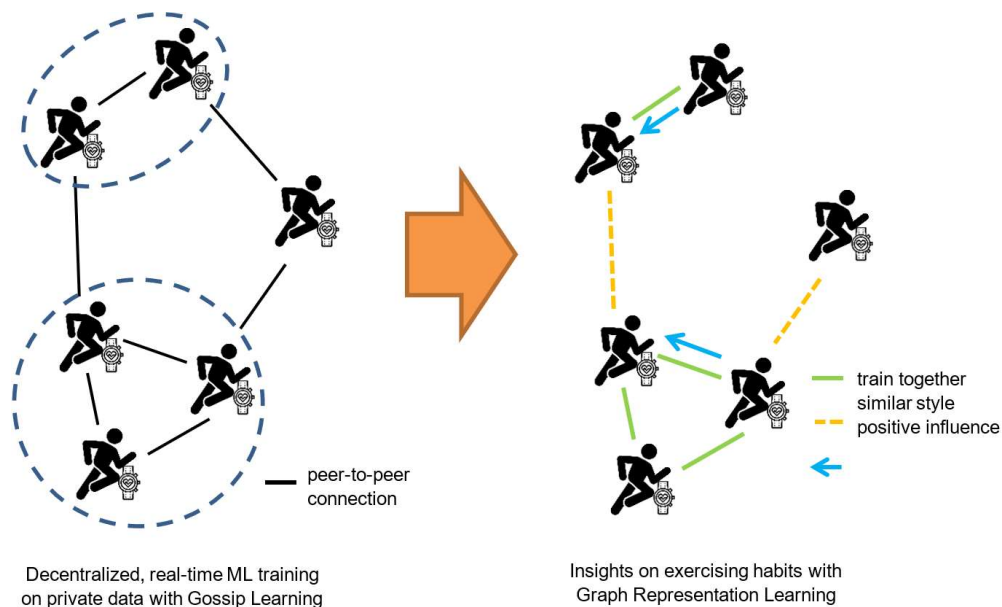 peer-to-peer
connection
train together
similar style
positive influence
Decentralized, real-time ML training
on private data with Gossip Learning
Insights on exercising habits with
Graph Representation Learning